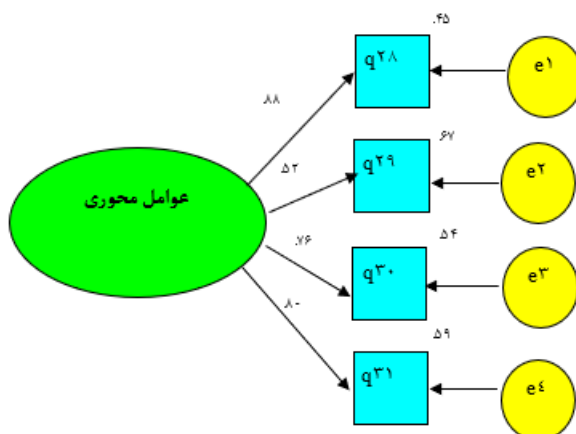 .۴۵
q۲۸
e۱
.۸۸
.۶۷
۵۲
q۲۹
e۲
عوامل محوری
.۷۶
.۵۴
q۳۰
e۳
۸۰
.۵۹
q۳۱
e۴